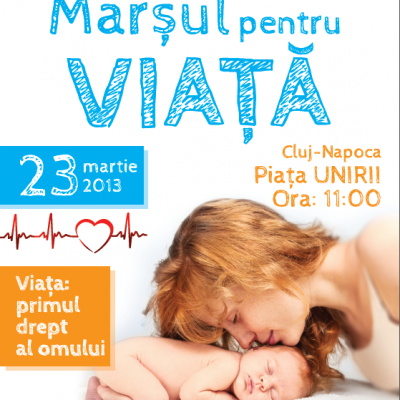 Marșul pentru
VIAȚĂ
23 martie
2013
Cluj-Napoca
Piața UNIRII
Ora: 11:00
Viața:
primul
drept
al omului